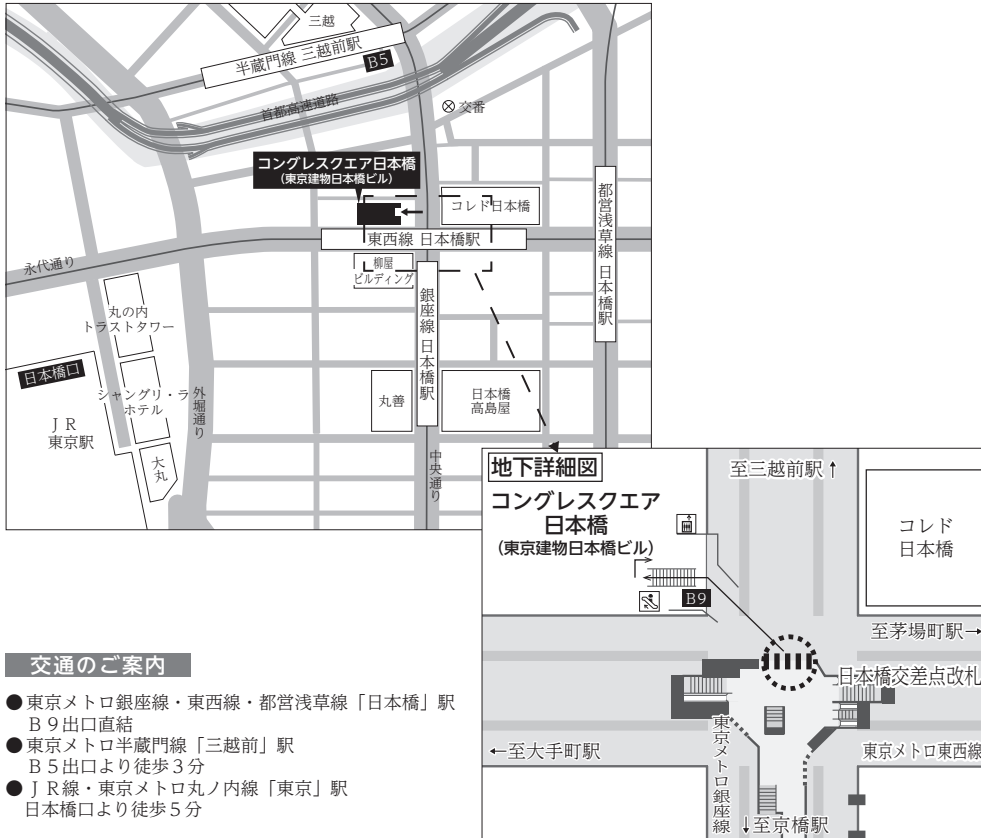 三越
半蔵門線 三越前駅
B5
首都高速道路
交番
コングレスクエア日本橋
(東京建物日本橋ビル)
コレド日本橋
都営浅草線 日本橋駅
東西線 日本橋駅
永代通り
柳屋
ビルディング
銀座線 日本橋駅
丸の内
トラストタワー
日本橋口
シャングリ・ラ
ホテル
外堀通り
丸善
日本橋
高島屋
ＪＲ
東京駅
大丸
中央通り
地下詳細図
至三越前駅↑
コングレスクエア
日本橋
(東京建物日本橋ビル)
コレド
日本橋
B9
至茅場町駅→
日本橋交差点改札
←至大手町駅
東京メトロ銀座線
東京メトロ東西線
↓至京橋駅
交通のご案内
●東京メトロ銀座線・東西線・都営浅草線「日本橋」駅
Ｂ９出口直結
●東京メトロ半蔵門線「三越前」駅
Ｂ５出口より徒歩３分
●ＪＲ線・東京メトロ丸ノ内線「東京」駅
日本橋口より徒歩５分